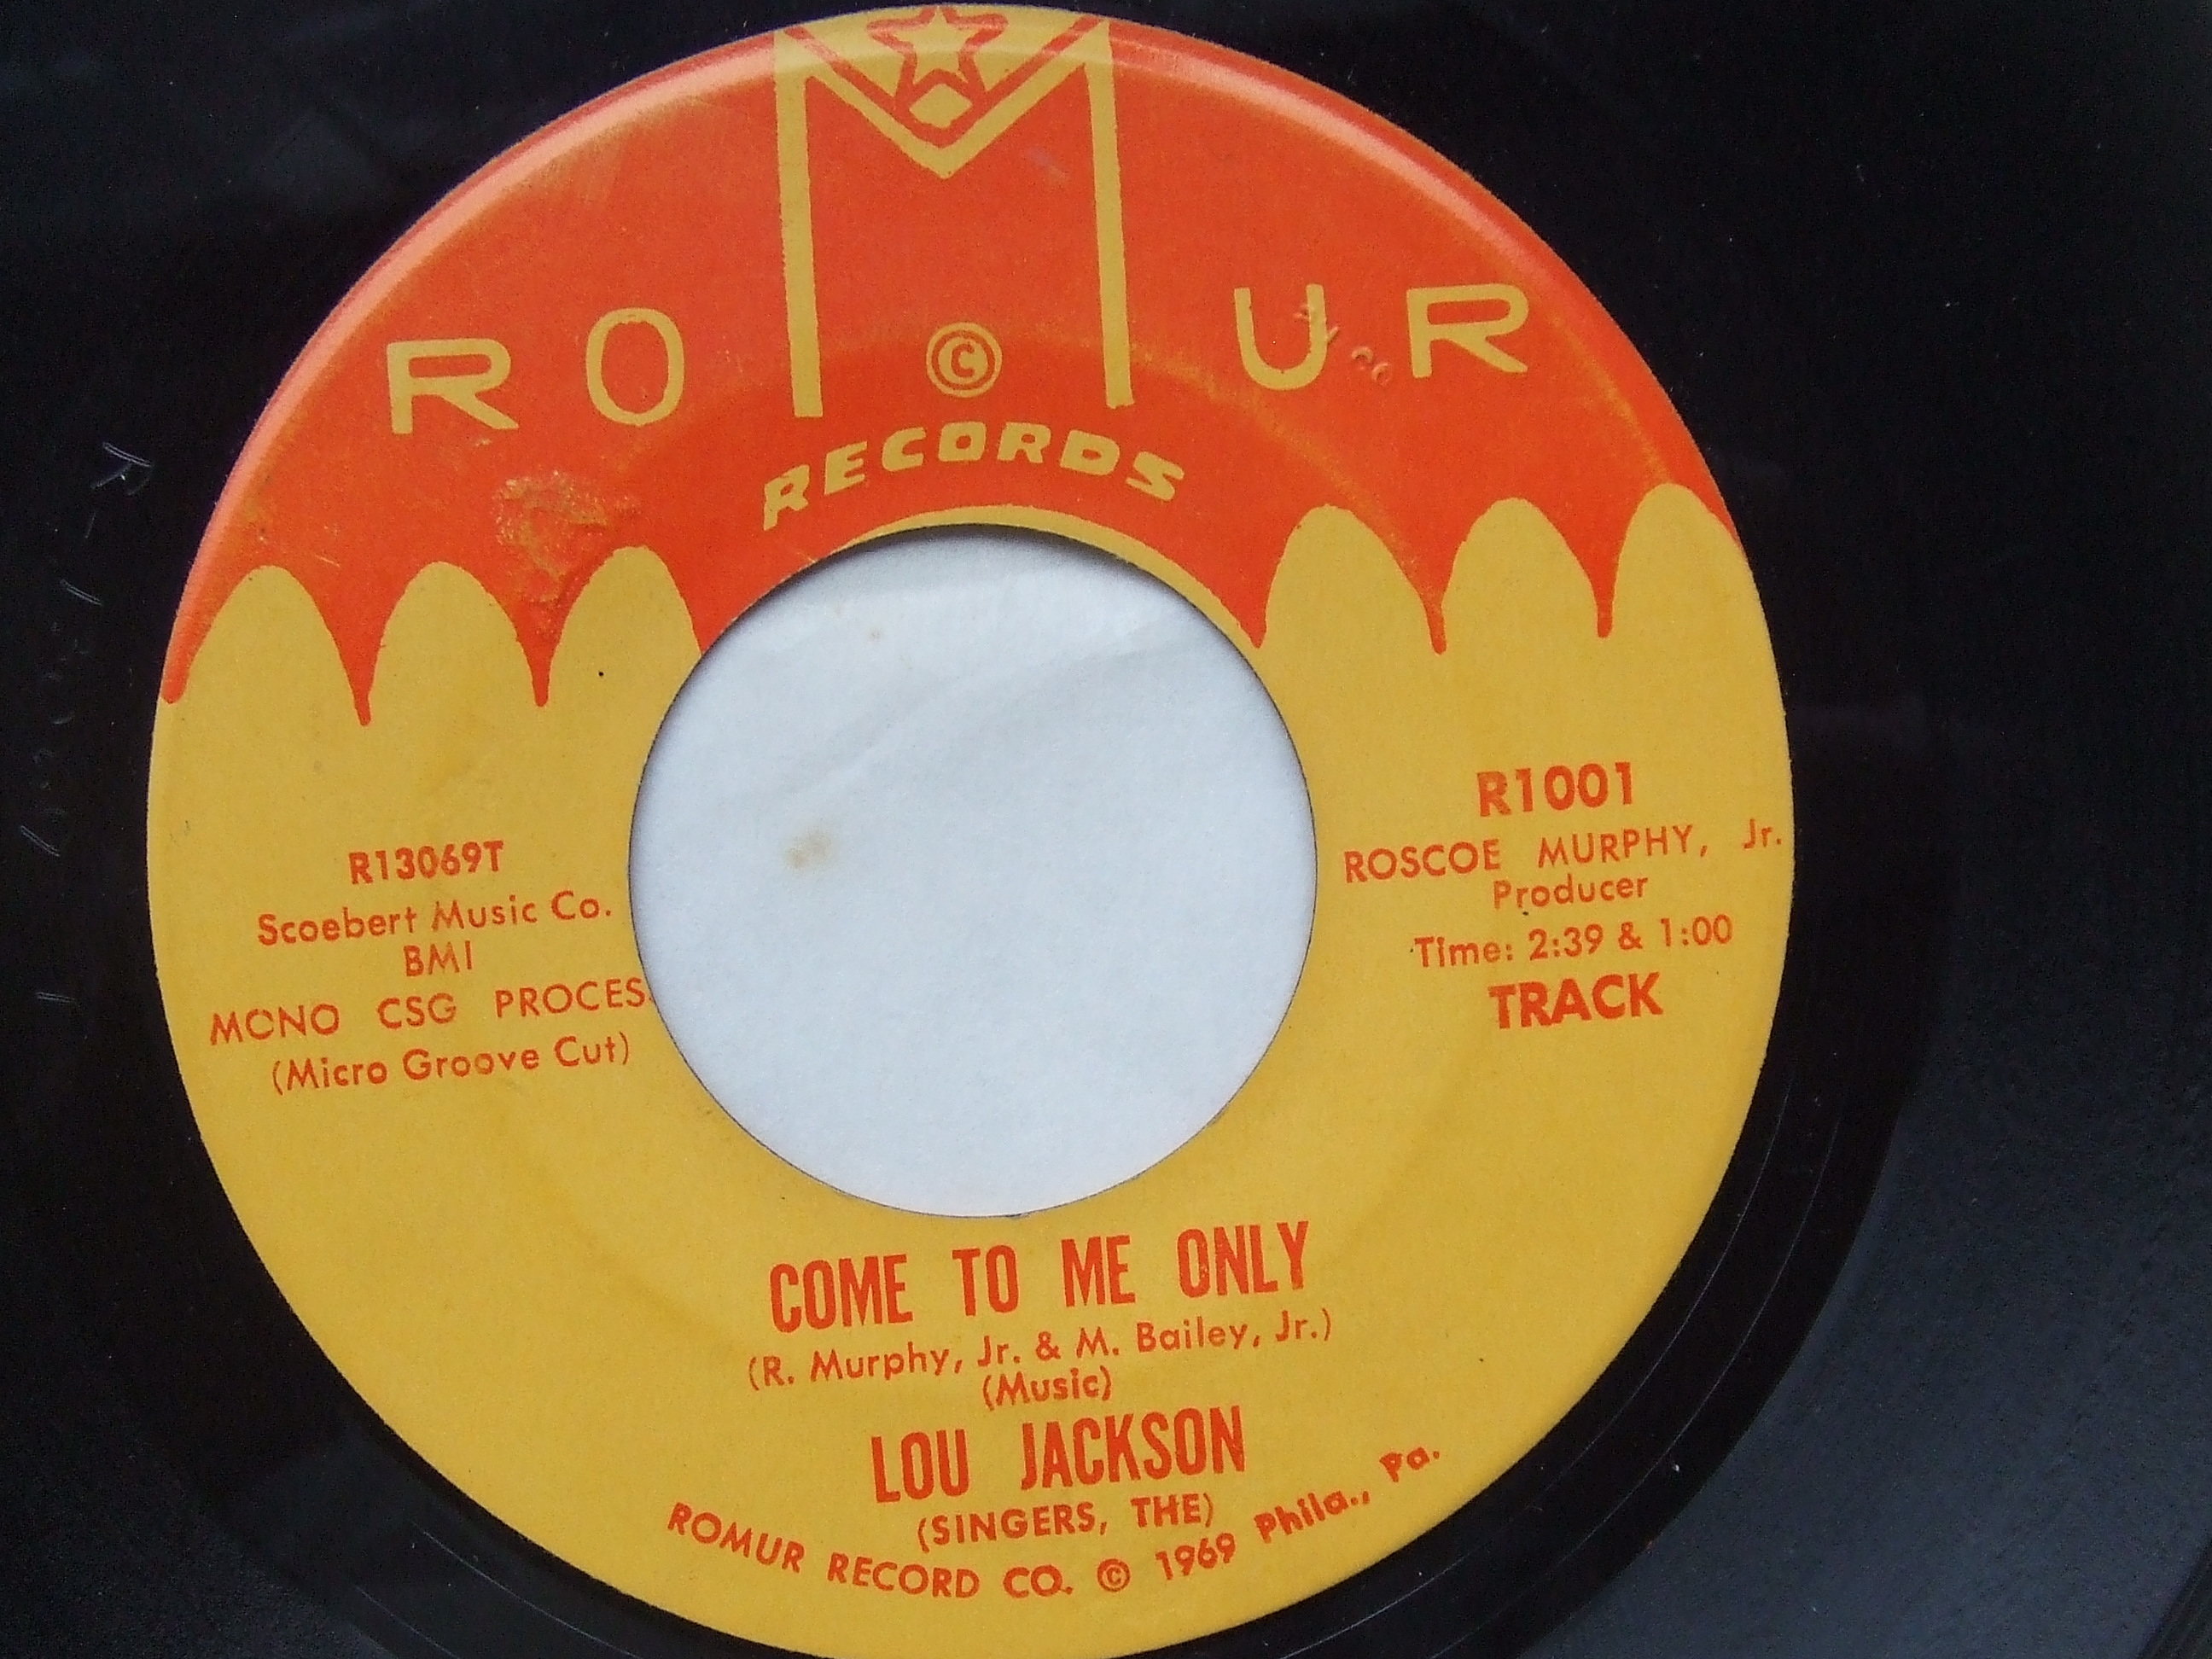 ROMUR
©
RECORDS
R13069T
Scoebert Music Co.
BMI
MONO CSG PROCES
(Micro Groove Cut)
R1001
ROSCOE MURPHY, Jr.
Producer
Time: 2:39 & 1:00
TRACK
COME TO ME ONLY
(R. Murphy, Jr. & M. Bailey, Jr.)
(Music)
LOU JACKSON
(SINGERS, THE)
ROMUR RECORD CO. © 1969 Phila., Pa.